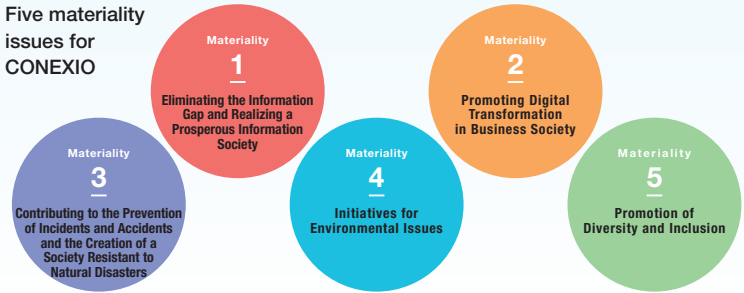 Five materiality
issues for
CONEXIO
Materiality
1
Eliminating the Information
Gap and Realizing a
Prosperous Information
Society
Materiality
2
Promoting Digital
Transformation
in Business Society
Materiality
3
Contributing to the Prevention
of Incidents and Accidents
and the Creation of a
Society Resistant to
Natural Disasters
Materiality
4
Initiatives for
Environmental Issues
Materiality
5
Promotion of
Diversity and Inclusion